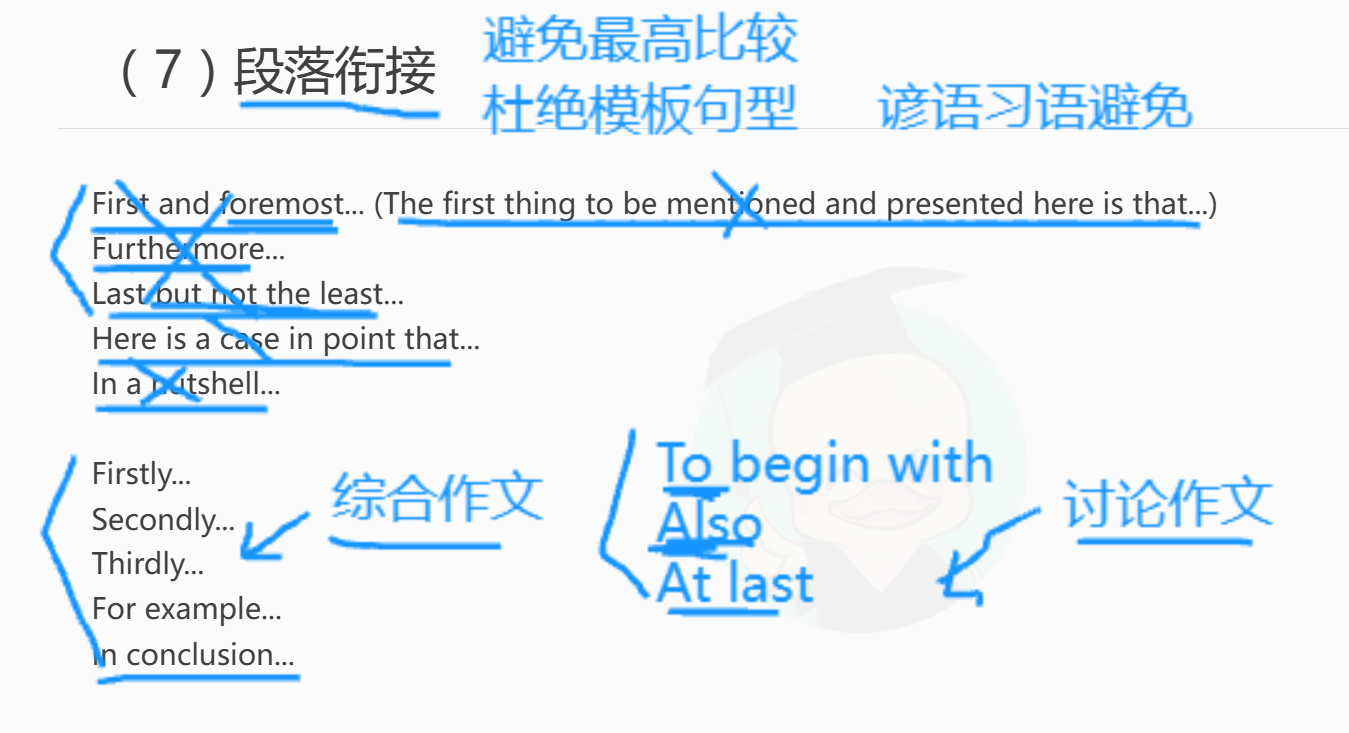 （7）段落衔接
避免最高比较
杜绝模板句型
谚语习语避免
First and foremost... (The first thing to be mentioned and presented here is that...)
Furthermore...
Last but not the least...
Here is a case in point that...
In a nutshell...
Firstly...
Secondly...
Thirdly...
For example...
In conclusion...
综合作文
To begin with
Also
At last
讨论作文